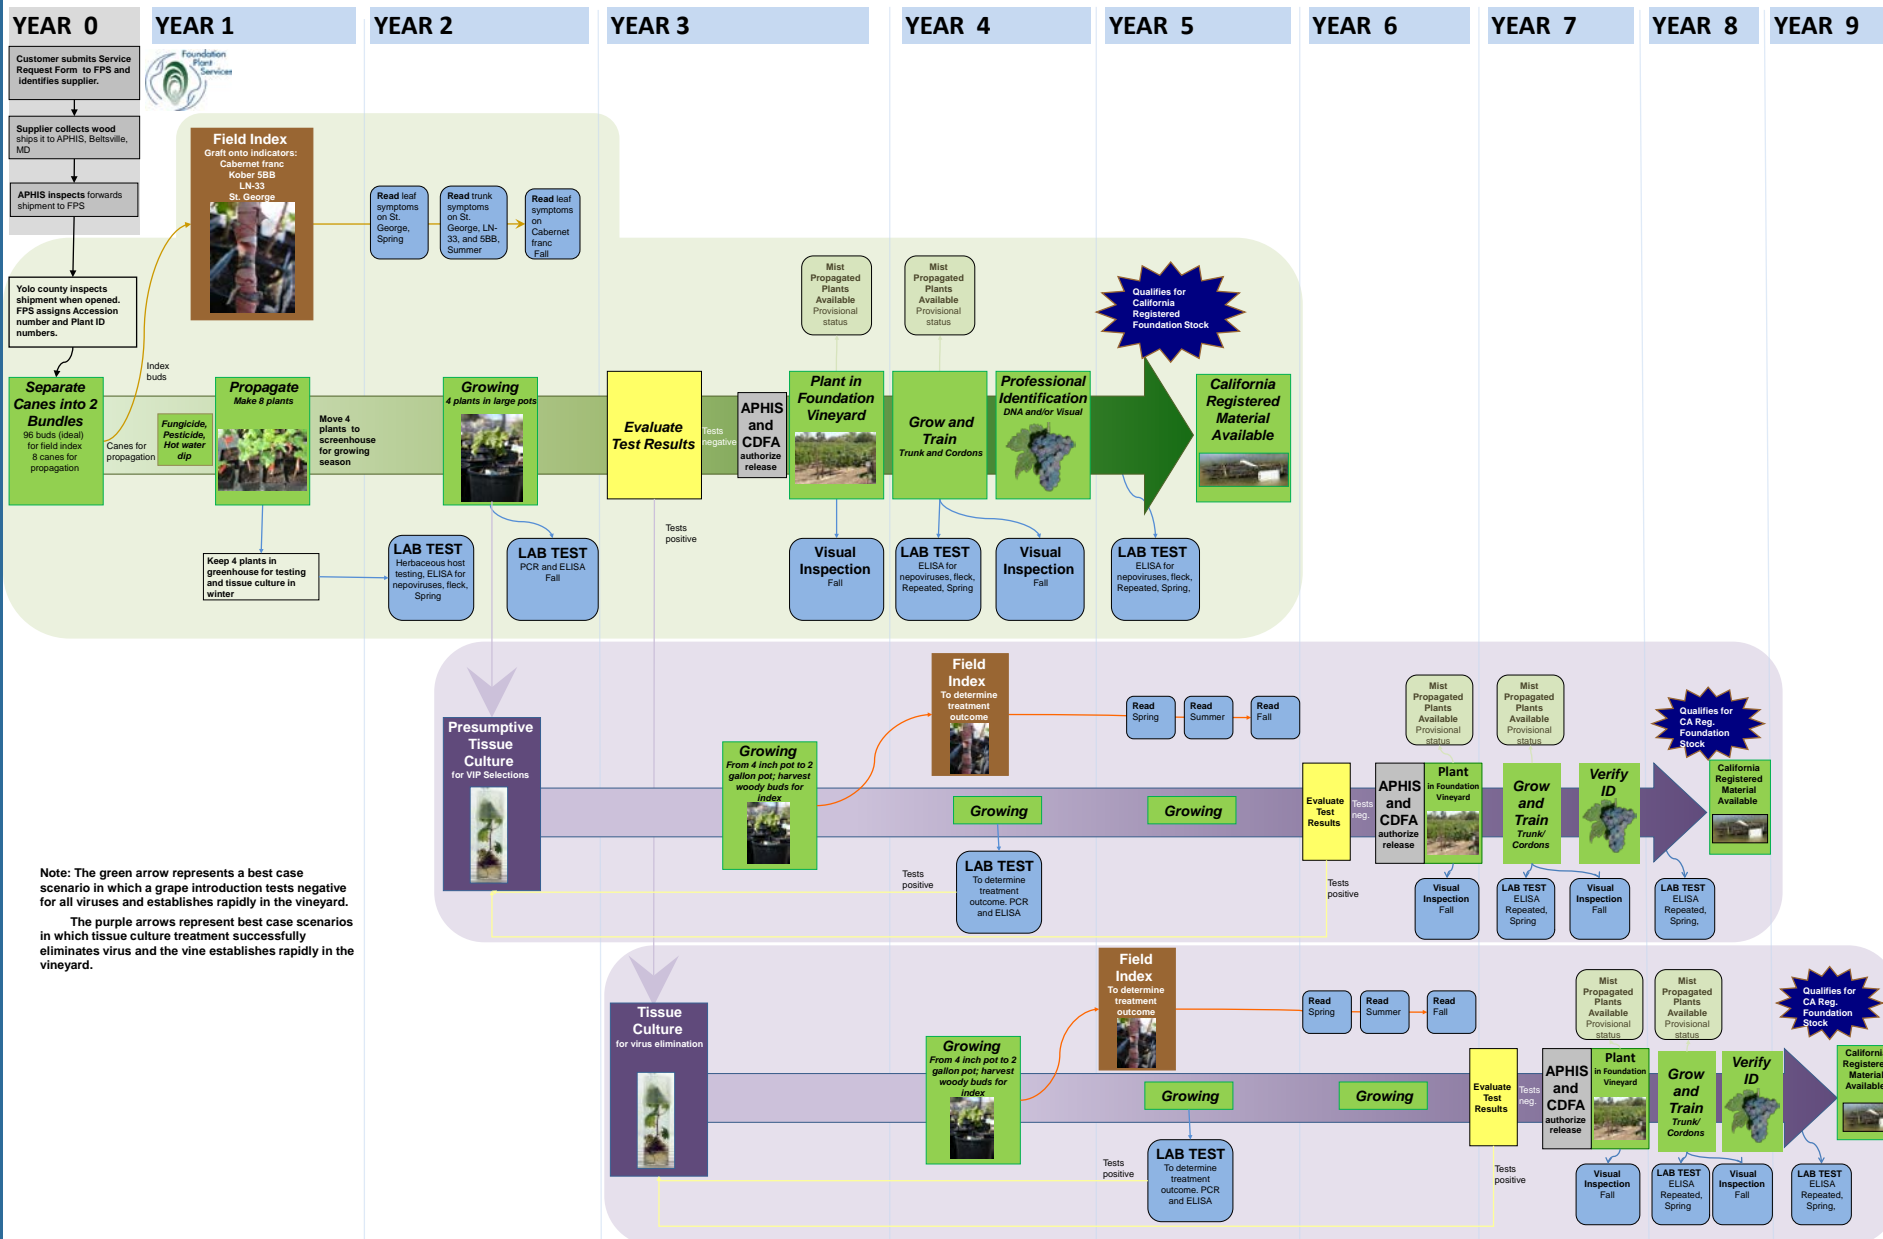 YEAR 0
YEAR 1
YEAR 2
YEAR 3
YEAR 4
YEAR 5
YEAR 6
YEAR 7
YEAR 8
YEAR 9
Customer submits Service
Request Form to FPS and
identifies supplier.
Foundation
Plant
Services
Supplier collects wood
ships it to APHIS, Beltsville,
MD
APHIS inspects forwards
shipment to FPS
Yolo county inspects
shipment when opened.
FPS assigns Accession
number and Plant ID
numbers.
Field Index
Graft onto indicators:
Cabernet franc
Kober 5BB
LN-33
St. George
Read leaf
symptoms
on St.
George,
Spring
Read trunk
symptoms
on St.
George, LN-
33, and 5BB,
Summer
Read leaf
symptoms
on
Cabernet
franc
Fall
Mist
Propagated
Plants
Available
Provisional
status
Mist
Propagated
Plants
Available
Provisional
status
Qualifies for
California
Registered
Foundation Stock
Index
buds
Separate
Canes into 2
Bundles
96 buds (ideal)
for field index
8 canes for
propagation
Canes for
propagation
Fungicide,
Pesticide,
Hot water
dip
Propagate
Make 8 plants
Move 4
plants to
screenhouse
for growing
season
Growing
4 plants in large pots
Evaluate
Test Results
Tests
negative
APHIS
and
CDFA
authorize
release
Plant in
Foundation
Vineyard
Grow and
Train
Trunk and Cordons
Professional
Identification
DNA and/or Visual
California
Registered
Material
Available
Tests
positive
Keep 4 plants in
greenhouse for testing
and tissue culture in
winter
LAB TEST
Herbaceous host
testing, ELISA for
nepoviruses, fleck,
Spring
LAB TEST
PCR and ELISA
Fall
Visual
Inspection
Fall
LAB TEST
ELISA for
nepoviruses, fleck,
Repeated, Spring
Visual
Inspection
Fall
LAB TEST
ELISA for
nepoviruses, fleck,
Repeated, Spring,
Presumptive
Tissue
Culture
for VIP Selections
Growing
From 4 inch pot to 2
gallon pot; harvest
woody buds for
index
Field
Index
To determine
treatment
outcome
Read
Spring
Read
Summer
Read
Fall
Growing
Growing
LAB TEST
To determine
treatment
outcome. PCR
and ELISA
Tests
positive
Evaluate
Test
Results
Tests
neg.
Tests
positive
APHIS
and
CDFA
authorize
release
Plant
in Foundation
Vineyard
Mist
Propagated
Plants
Available
Provisional
status
Mist
Propagated
Plants
Available
Provisional
status
Grow
and
Train
Trunk/
Cordons
Verify
ID
Qualifies for
CA Reg.
Foundation
Stock
California
Registered
Material
Available
Visual
Inspection
Fall
LAB TEST
ELISA
Repeated,
Spring
Visual
Inspection
Fall
LAB TEST
ELISA
Repeated,
Spring,
Note: The green arrow represents a best case
scenario in which a grape introduction tests negative
for all viruses and establishes rapidly in the vineyard.
The purple arrows represent best case scenarios
in which tissue culture treatment successfully
eliminates virus and the vine establishes rapidly in the
vineyard.
Tissue
Culture
for virus elimination
Growing
From 4 inch pot to 2
gallon pot; harvest
woody buds for
index
Field
Index
To determine
treatment
outcome
Read
Spring
Read
Summer
Read
Fall
Growing
Growing
LAB TEST
To determine
treatment
outcome. PCR
and ELISA
Tests
positive
Evaluate
Test
Results
Tests
neg.
Tests
positive
APHIS
and
CDFA
authorize
release
Plant
in Foundation
Vineyard
Mist
Propagated
Plants
Available
Provisional
status
Mist
Propagated
Plants
Available
Provisional
status
Grow
and
Train
Trunk/
Cordons
Verify
ID
Qualifies for
CA Reg.
Foundation
Stock
Californi
Registere
Material
Available
Visual
Inspection
Fall
LAB TEST
ELISA
Repeated,
Spring
Visual
Inspection
Fall
LAB TEST
ELISA
Repeated,
Spring,